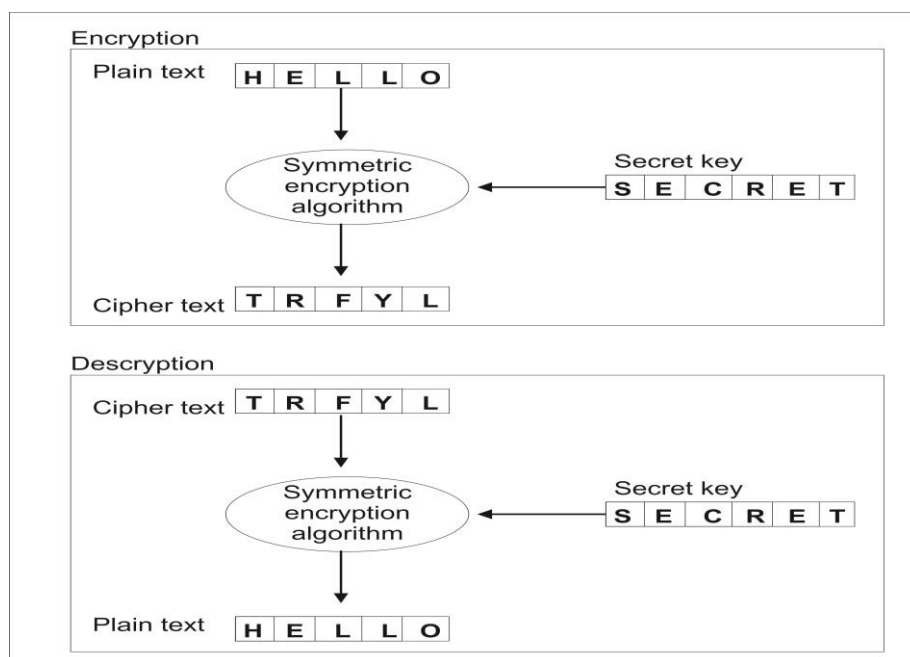 Encryption
Plain text H E L L O
Symmetric
encryption
algorithm
Secret key
S E C R E T
Cipher text T R F Y L
Descryption
Cipher text T R F Y L
Symmetric
encryption
algorithm
Secret key
S E C R E T
Plain text H E L L O